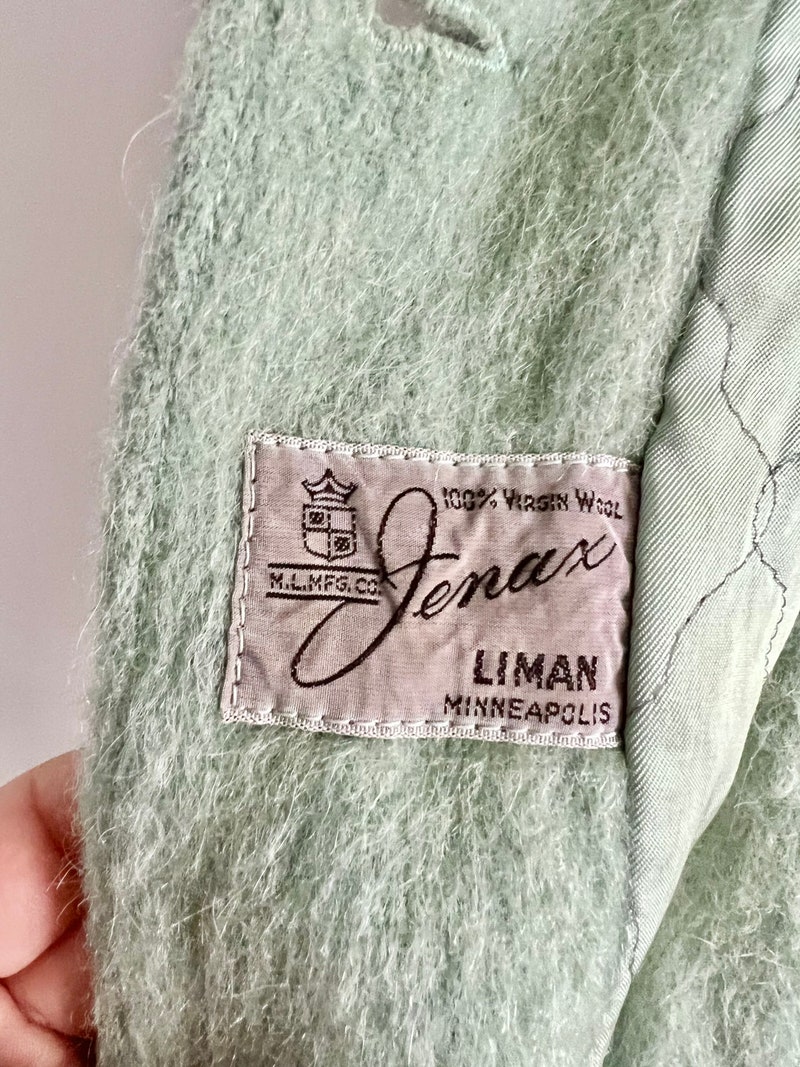 100% VIRGIN WOOL
M.L.MFG.CO.
Jenax
LIMAN
MINNEAPOLIS